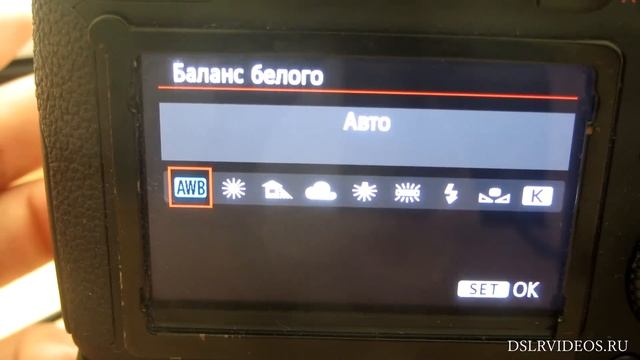 Баланс белого
Авто
AWB
K
SET OK
DSLRVIDEOS.RU